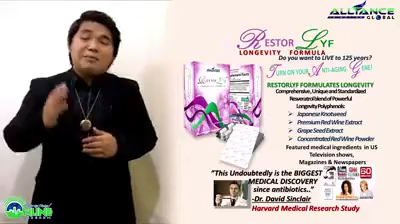 ALLIANCE
GLOBAL
RESTOR LYF
LONGEVITY FORMULA
Do you want to LIVE to 125 years?
TURN ON YOUR ANTI-AGING GENE!
RESTORLYF FORMULATES LONGEVITY
Comprehensive, Unique and Standardized
Resveratrol blend of Powerful
Longevity Polyphenols:
Japanese Knotweed
Premium Red Wine Extract
Grape Seed Extract
Concentrated Red Wine Powder
Featured medical ingredients in US
Television shows,
Magazines & Newspapers
"This Undoubtedly is the BIGGEST
MEDICAL DISCOVERY
since antibiotics.."
-Dr. David Sinclair
Harvard Medical Research Study
60
ONLINE